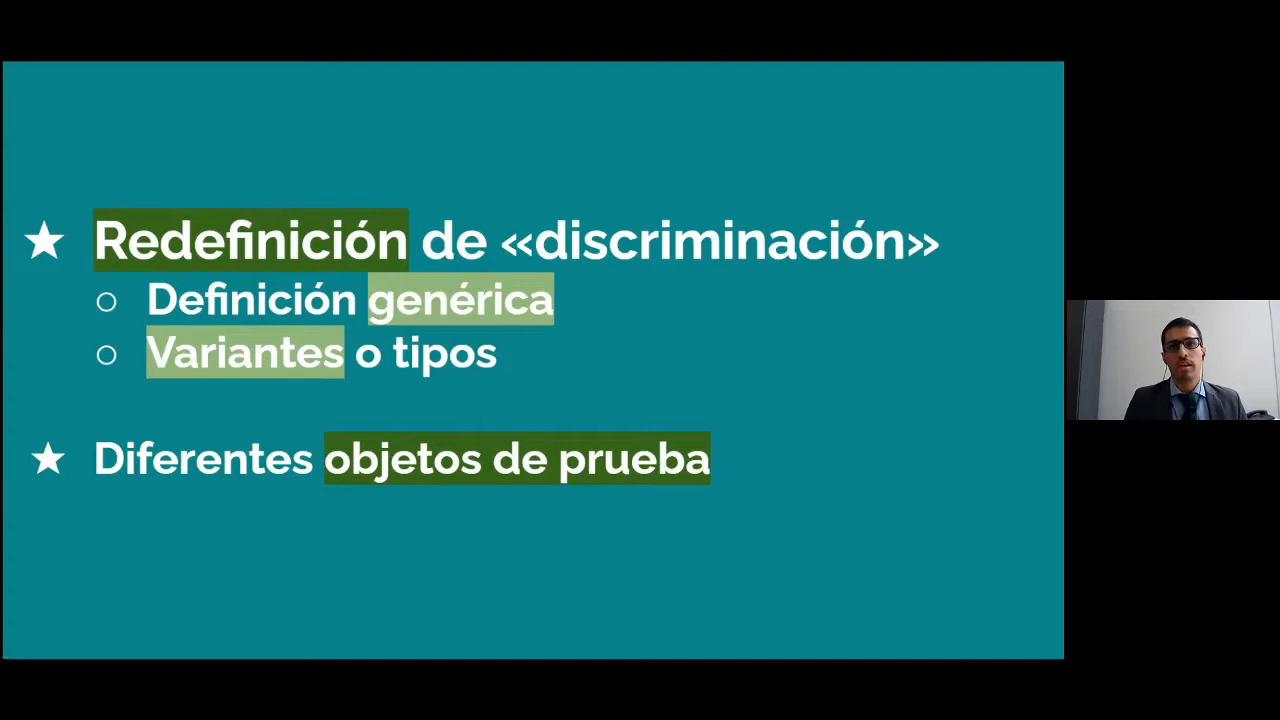 ★ Redefinición de «discriminación»
○ Definición genérica
○ Variantes o tipos
★ Diferentes objetos de prueba